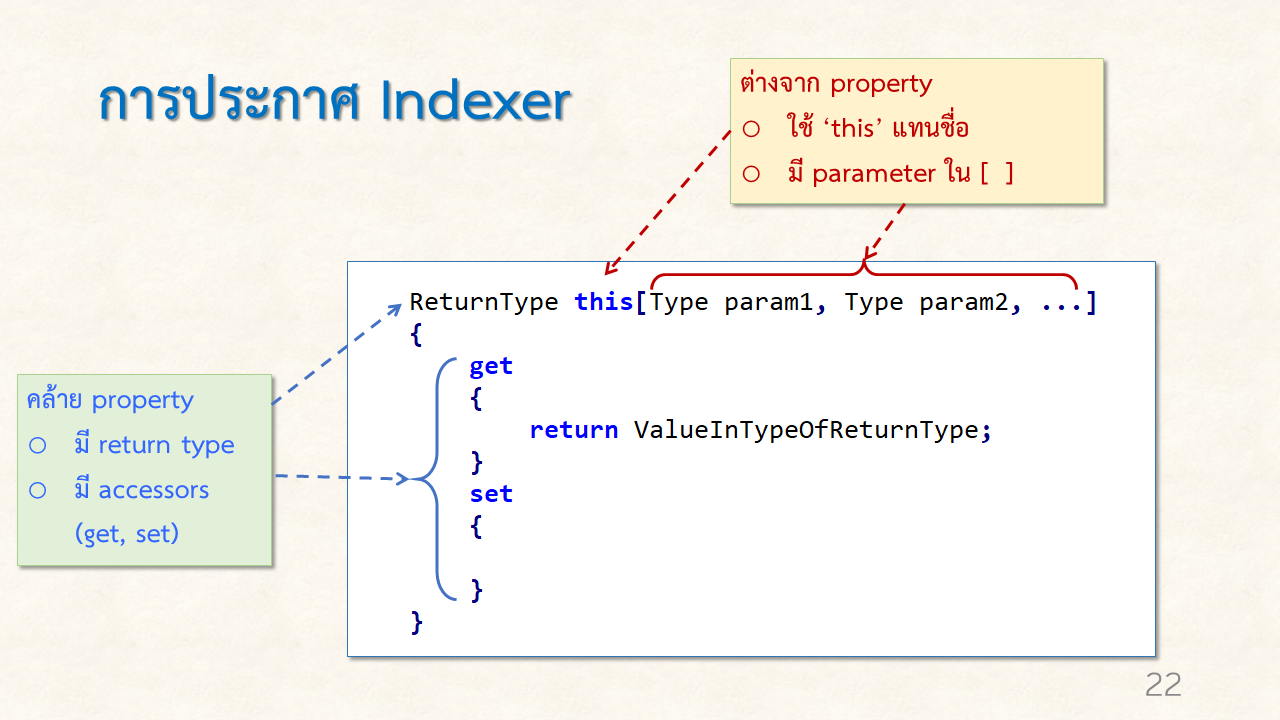 การประกาศ Indexer
ต่างจาก property
○ ใช้ ‘this’ แทนชื่อ
○ มี parameter ใน [ ]
ReturnType this[Type param1, Type param2, ...]
{
get
{
return ValueInTypeOfReturnType;
}
set
{
}
}
คล้าย property
○ มี return type
○ มี accessors
(get, set)
22